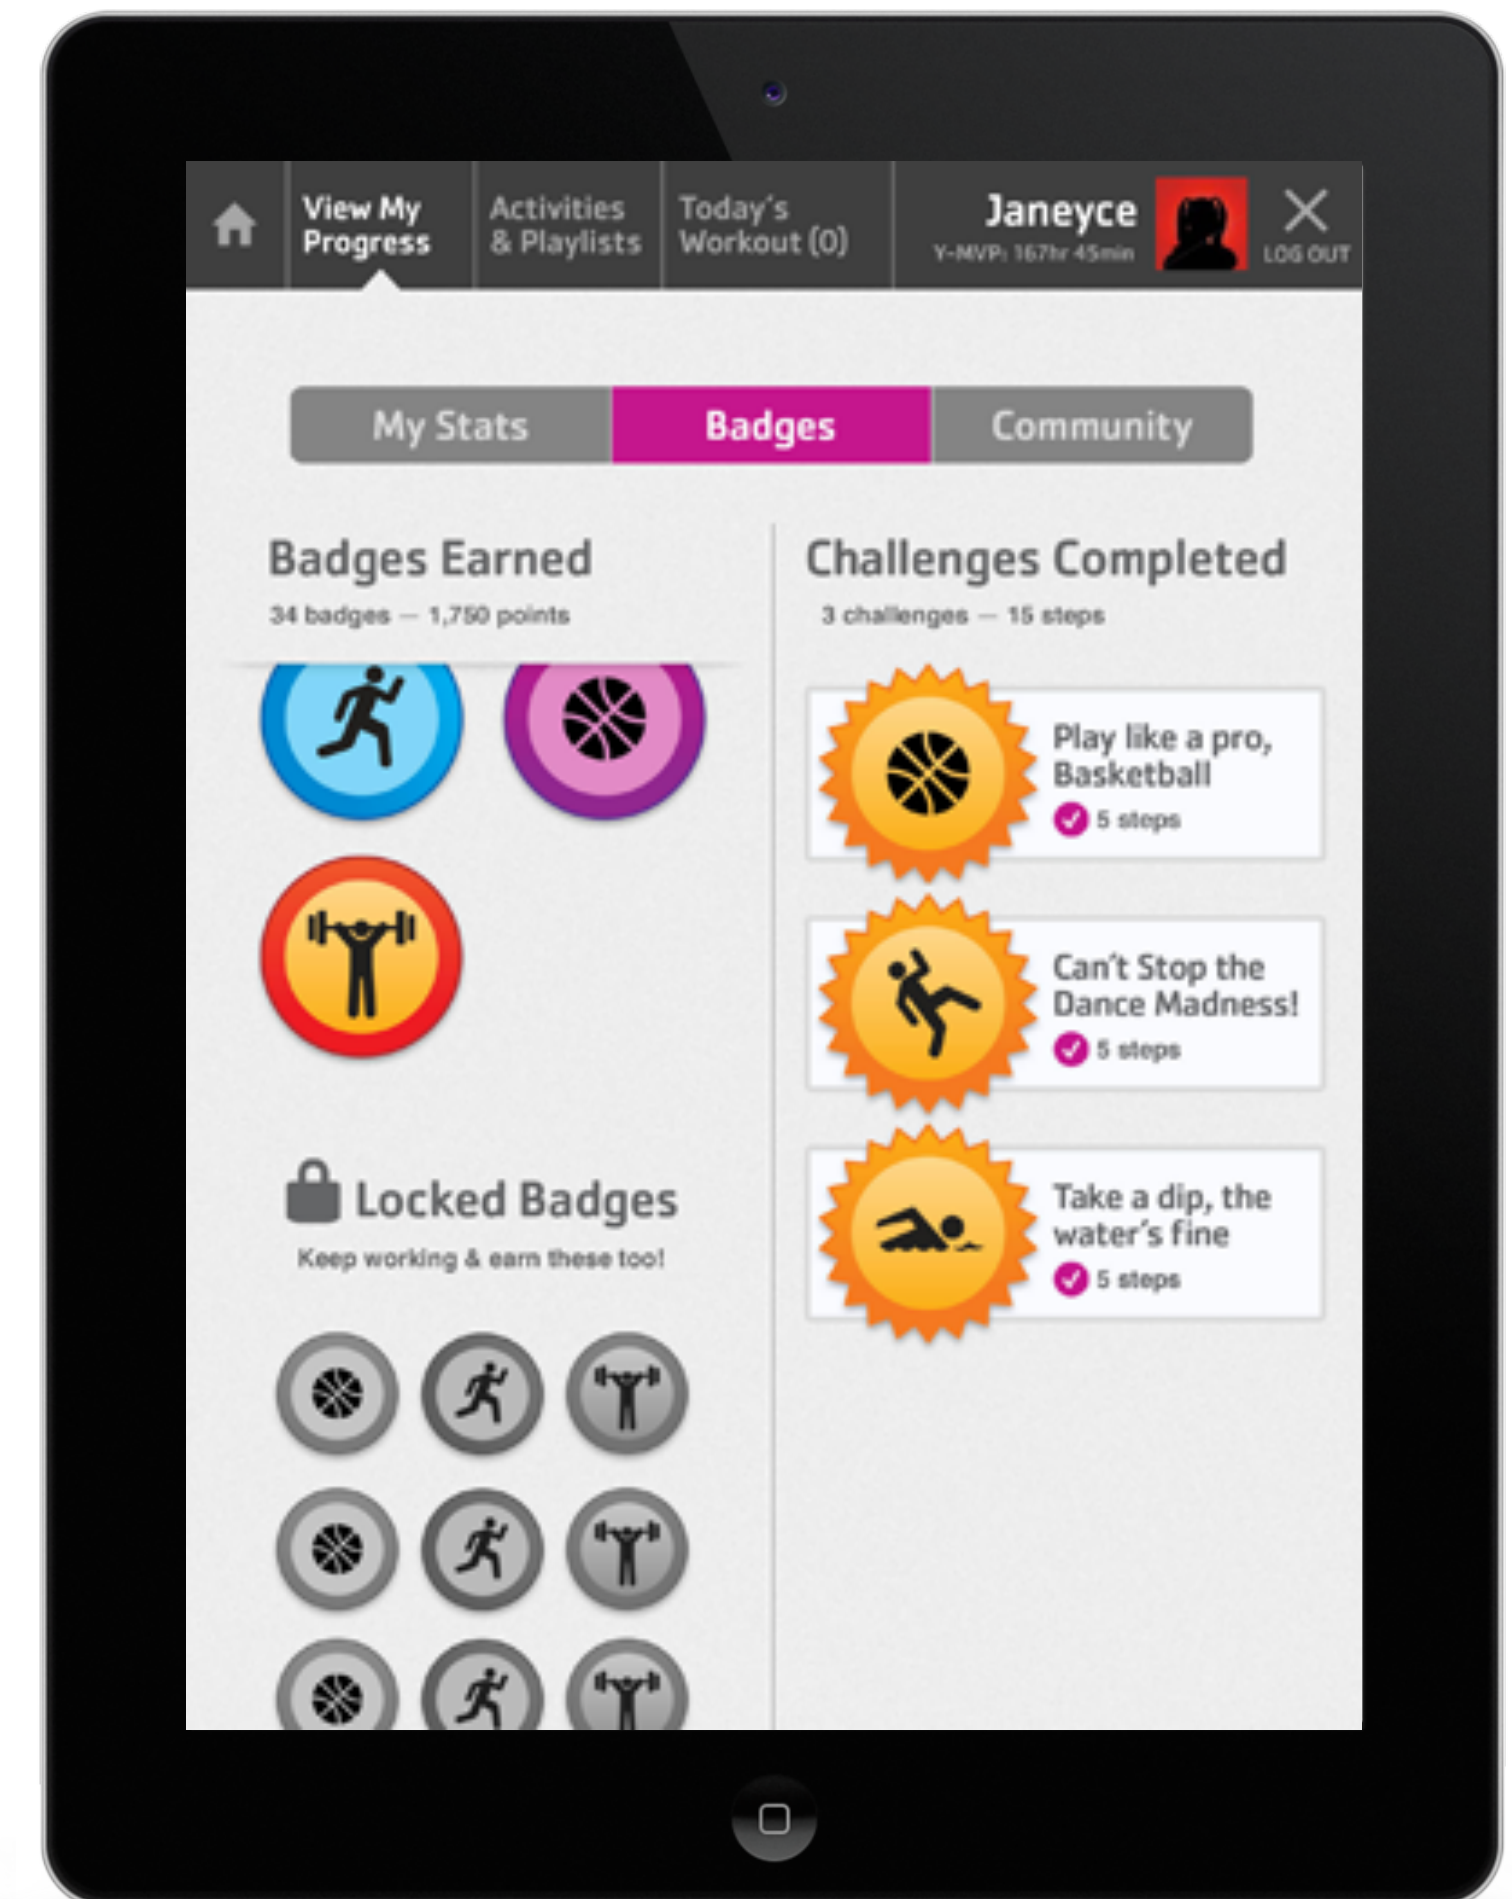 View My
Progress
Activities
& Playlists
Today's
Workout (0)
Janeyce
Y-MVP: 167hr 45min
LOG OUT
My Stats
Badges
Community
Badges Earned
34 badges — 1,750 points
Locked Badges
Keep working & earn these too!
Challenges Completed
3 challenges — 15 steps
Play like a pro,
Basketball
5 steps
Can't Stop the
Dance Madness!
5 steps
Take a dip, the
water's fine
5 steps